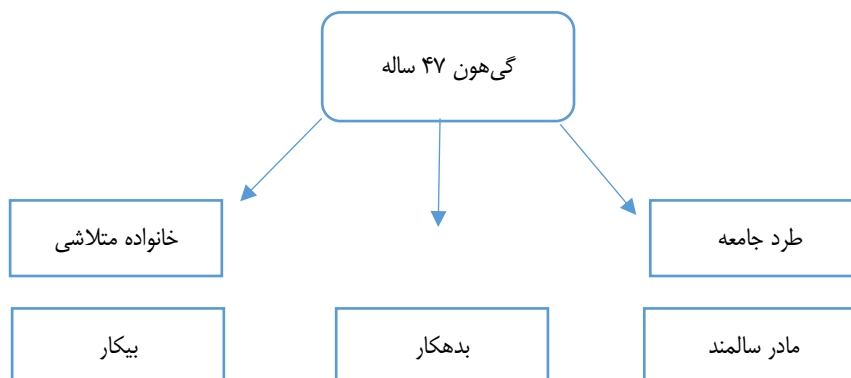 گی‌هون ۴۷ ساله
طرد جامعه
خانواده متلاشی
مادر سالمند
بدهکار
بیکار